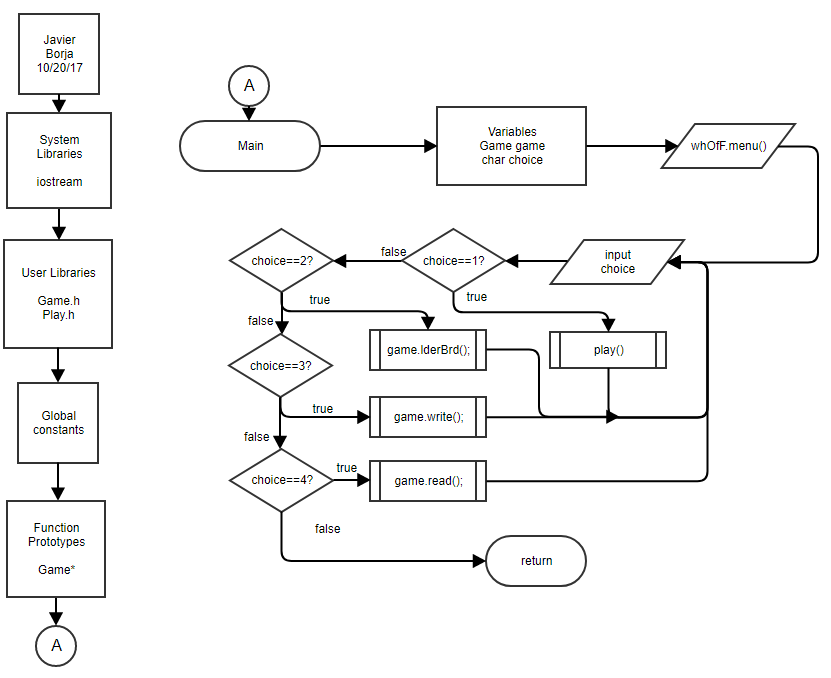 Javier
Borja
10/20/17
System
Libraries
iostream
User Libraries
Game.h
Play.h
Global
constants
Function
Prototypes
Game*
A
A
Main
Variables
Game game
char choice
whOfF.menu()
input
choice
choice==1?
false
true
choice==2?
true
false
play()
game.lderBrd();
choice==3?
true
false
game.write();
choice==4?
true
false
game.read();
return